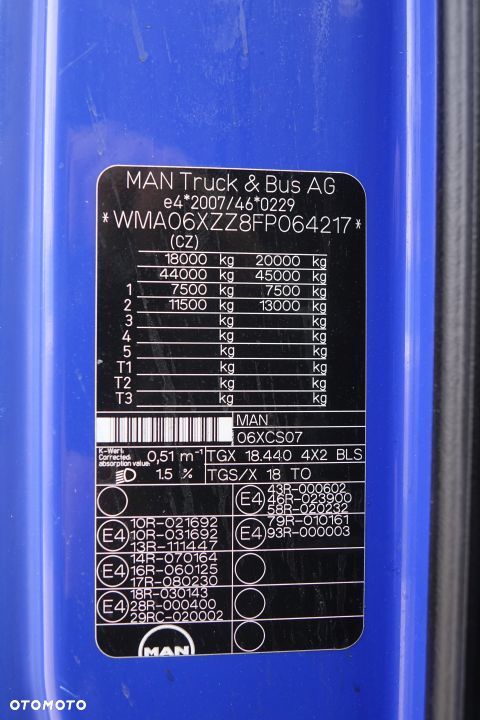 MAN Truck & Bus AG
e4*2007/46*0229
*WMA06XZZ8FP064217*
(CZ)
18000 kg 20000 kg
44000 kg 45000 kg
1 7500 kg 7500 kg
2 11500 kg 13000 kg
3 kg kg
4 kg kg
5 kg kg
T1 kg kg
T2 kg kg
T3 kg kg
MAN
06XCS07
K-Wert:
Corrected
absorption value:
0,51 m⁻¹
TGX 18.440 4X2 BLS
1.5 %
TGS/X 18 TO
E4
43R-000602
46R-023900
58R-020232
E4
10R-021692
10R-031692
13R-111447
E4
79R-010161
93R-000003
E4
14R-070164
16R-060125
17R-080230
E4
18R-030143
28R-000400
29RC-020002
MAN
OTOMOTO